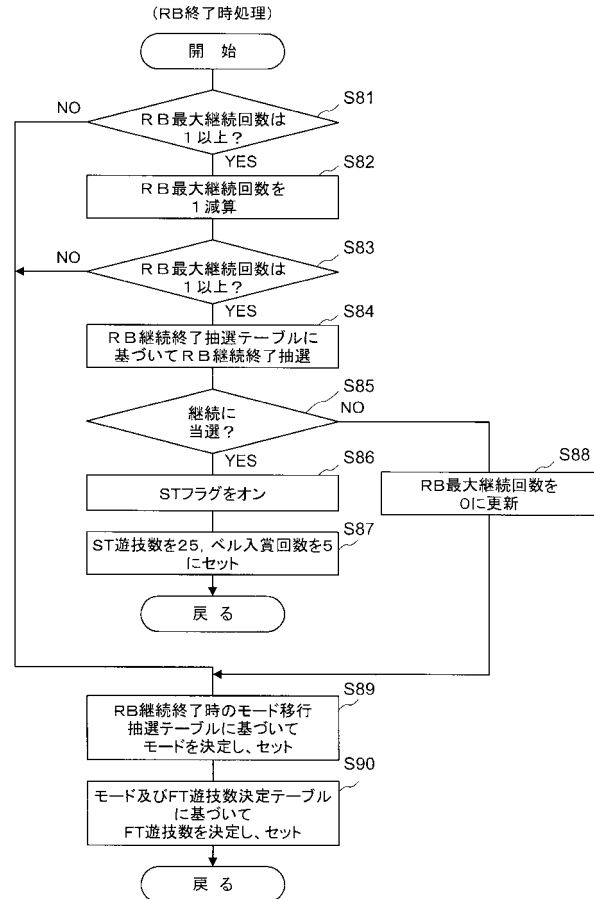 (RB終了時処理)
開 始
S81
NO
RB最大継続回数は
1以上?
YES
S82
RB最大継続回数を
1減算
S83
NO
RB最大継続回数は
1以上?
YES
S84
RB継続終了抽選テーブルに
基づいてRB継続終了抽選
S85
継続に
当選?
NO
YES
S86
STフラグをオン
S88
RB最大継続回数を
0に更新
S87
ST遊技数を25, ベル入賞回数を5
にセット
戻 る
S89
RB継続終了時のモード移行
抽選テーブルに基づいて
モードを決定し、セット
S90
モード及びFT遊技数決定テーブル
に基づいて
FT遊技数を決定し、セット
戻 る